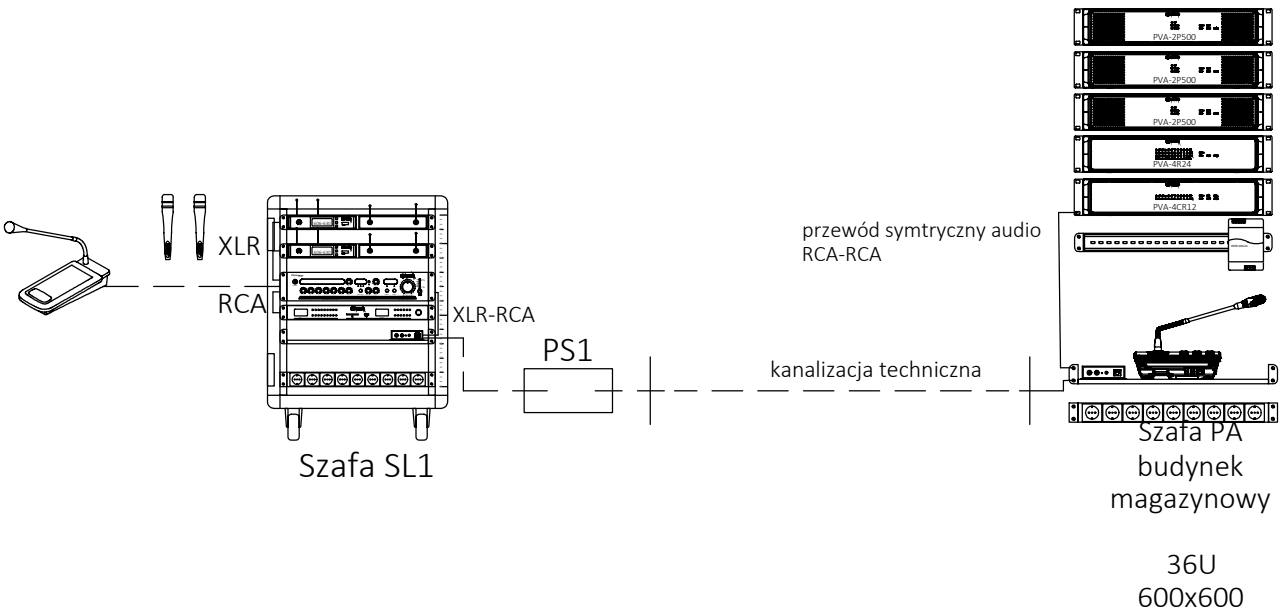 PVA-2P500
PVA-2P500
PVA-2P500
PVA-4R24
PVA-4CR12
XLR
RCA
XLR-RCA
Szafa SL1
PS1
przewód symtryczny audio
RCA-RCA
kanalizacja techniczna
Szafa PA
budynek
magazynowy
36U
600x600